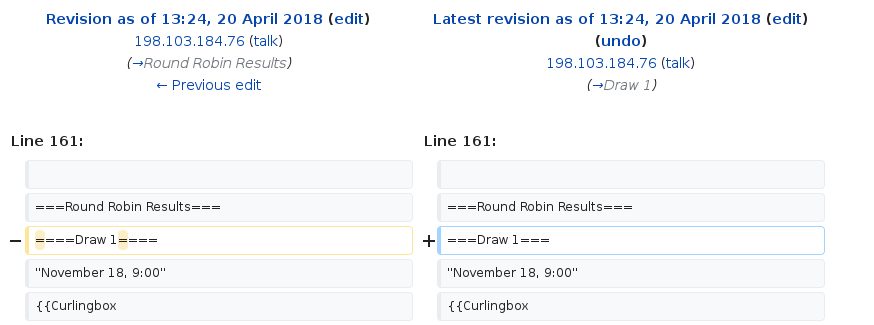 Revision as of 13:24, 20 April 2018 (edit)
198.103.184.76 (talk)
(→Round Robin Results)
← Previous edit
Latest revision as of 13:24, 20 April 2018 (edit)
(undo)
198.103.184.76 (talk)
(→Draw 1)
Line 161:
Line 161:
===Round Robin Results===
===Round Robin Results===
− ====Draw 1====
+ ===Draw 1===
"November 18, 9:00"
"November 18, 9:00"
{{Curlingbox
{{Curlingbox